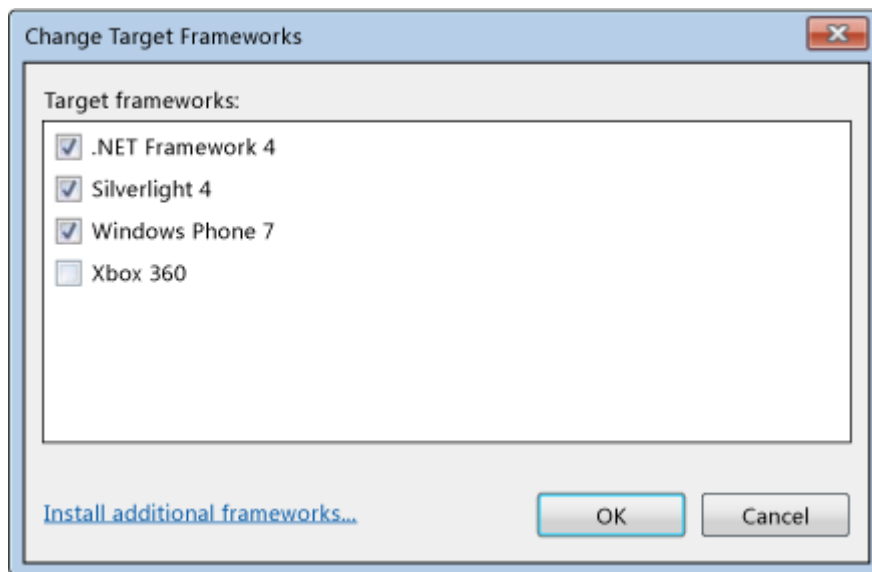 Change Target Frameworks
Target frameworks:
.NET Framework 4
Silverlight 4
Windows Phone 7
Xbox 360
Install additional frameworks...
OK
Cancel